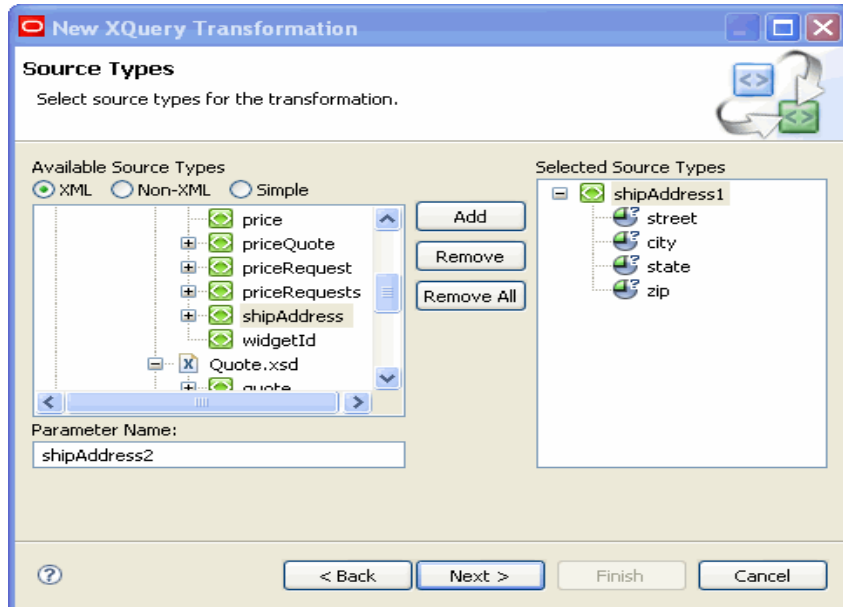 New XQuery Transformation
Source Types
Select source types for the transformation.
Available Source Types
XML Non-XML Simple
price
priceQuote
priceRequest
priceRequests
shipAddress
widgetId
Quote.xsd
quote
Parameter Name:
shipAddress2
Add
Remove
Remove All
Selected Source Types
shipAddress1
street
city
state
zip
< Back Next > Finish Cancel